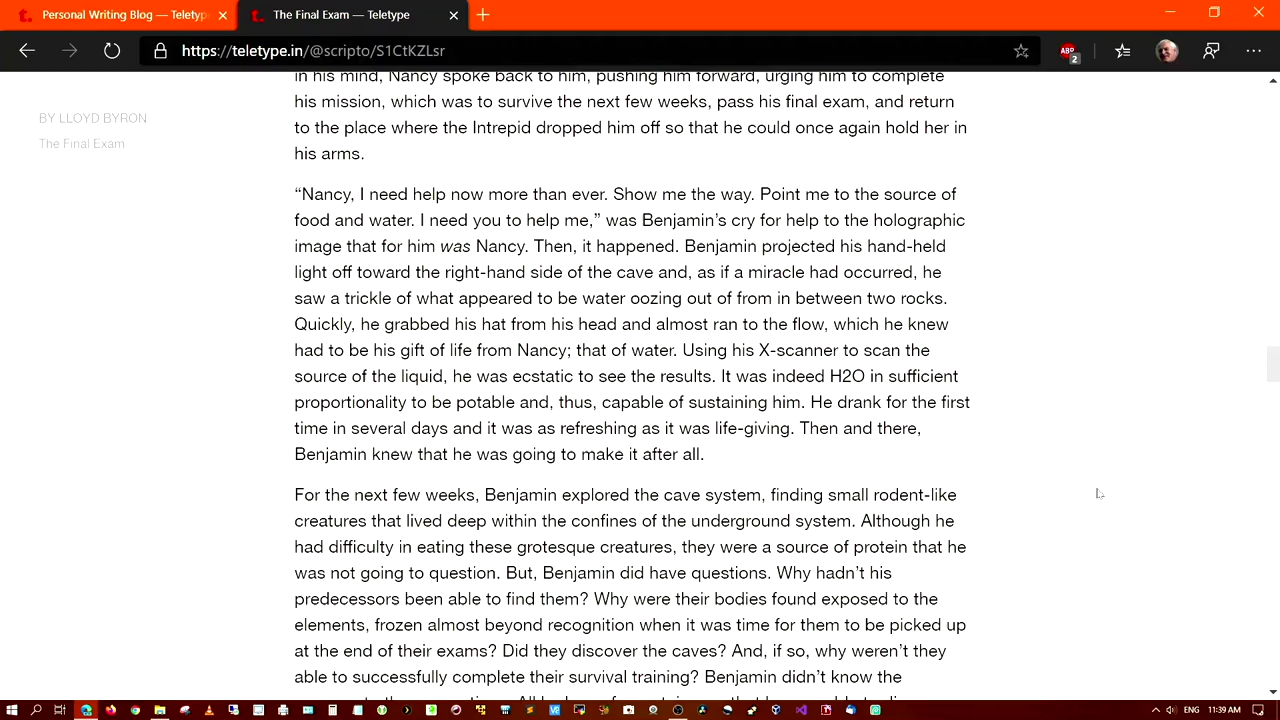 Personal Writing Blog — Teletyp
The Final Exam — Teletype
https://teletype.in/@scripto/S1CtKZLsr
ABP
2
BY LLOYD BYRON
The Final Exam
in his mind, Nancy spoke back to him, pushing him forward, urging him to complete
his mission, which was to survive the next few weeks, pass his final exam, and return
to the place where the Intrepid dropped him off so that he could once again hold her in
his arms.
“Nancy, I need help now more than ever. Show me the way. Point me to the source of
food and water. I need you to help me,” was Benjamin’s cry for help to the holographic
image that for him was Nancy. Then, it happened. Benjamin projected his hand-held
light off toward the right-hand side of the cave and, as if a miracle had occurred, he
saw a trickle of what appeared to be water oozing out of from in between two rocks.
Quickly, he grabbed his hat from his head and almost ran to the flow, which he knew
had to be his gift of life from Nancy; that of water. Using his X-scanner to scan the
source of the liquid, he was ecstatic to see the results. It was indeed H2O in sufficient
proportionality to be potable and, thus, capable of sustaining him. He drank for the first
time in several days and it was as refreshing as it was life-giving. Then and there,
Benjamin knew that he was going to make it after all.
For the next few weeks, Benjamin explored the cave system, finding small rodent-like
creatures that lived deep within the confines of the underground system. Although he
had difficulty in eating these grotesque creatures, they were a source of protein that he
was not going to question. But, Benjamin did have questions. Why hadn’t his
predecessors been able to find them? Why were their bodies found exposed to the
elements, frozen almost beyond recognition when it was time for them to be picked up
at the end of their exams? Did they discover the caves? And, if so, why weren’t they
able to successfully complete their survival training? Benjamin didn’t know the
11:39 AM